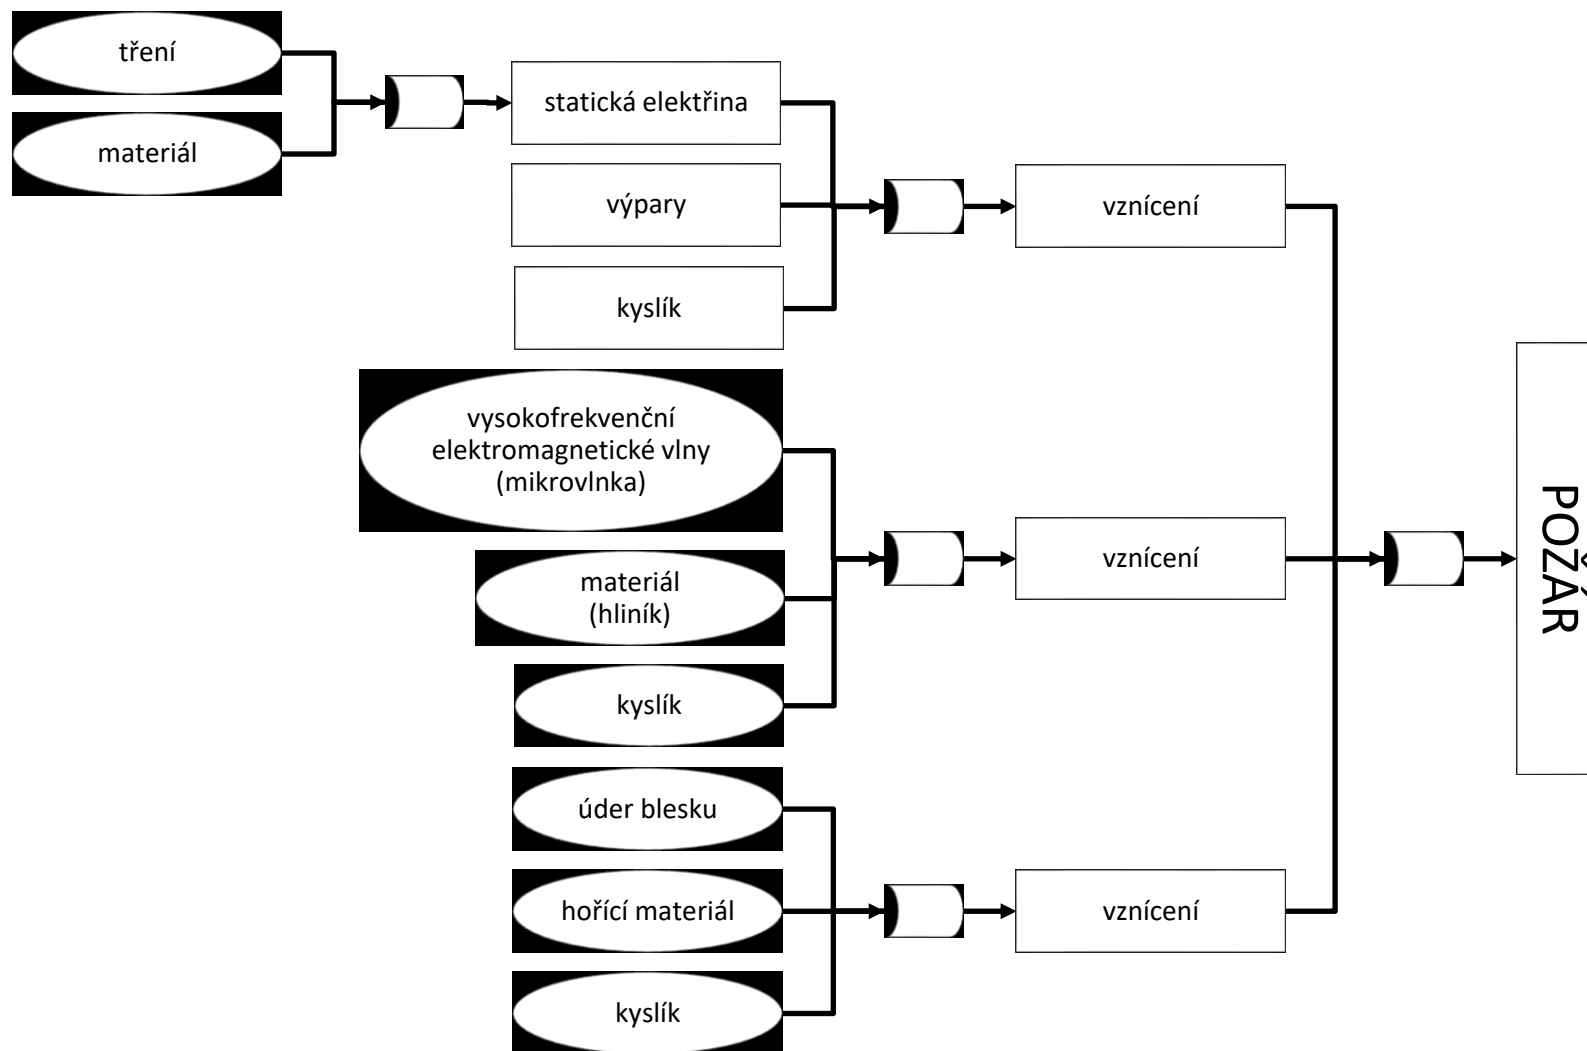 tření
materiál
statická elektřina
výpary
kyslík
vznícení
vysokofrekvenční
elektromagnetické vlny
(mikrovlnka)
materiál
(hliník)
kyslík
vznícení
úder blesku
hořící materiál
kyslík
vznícení
POŽÁR